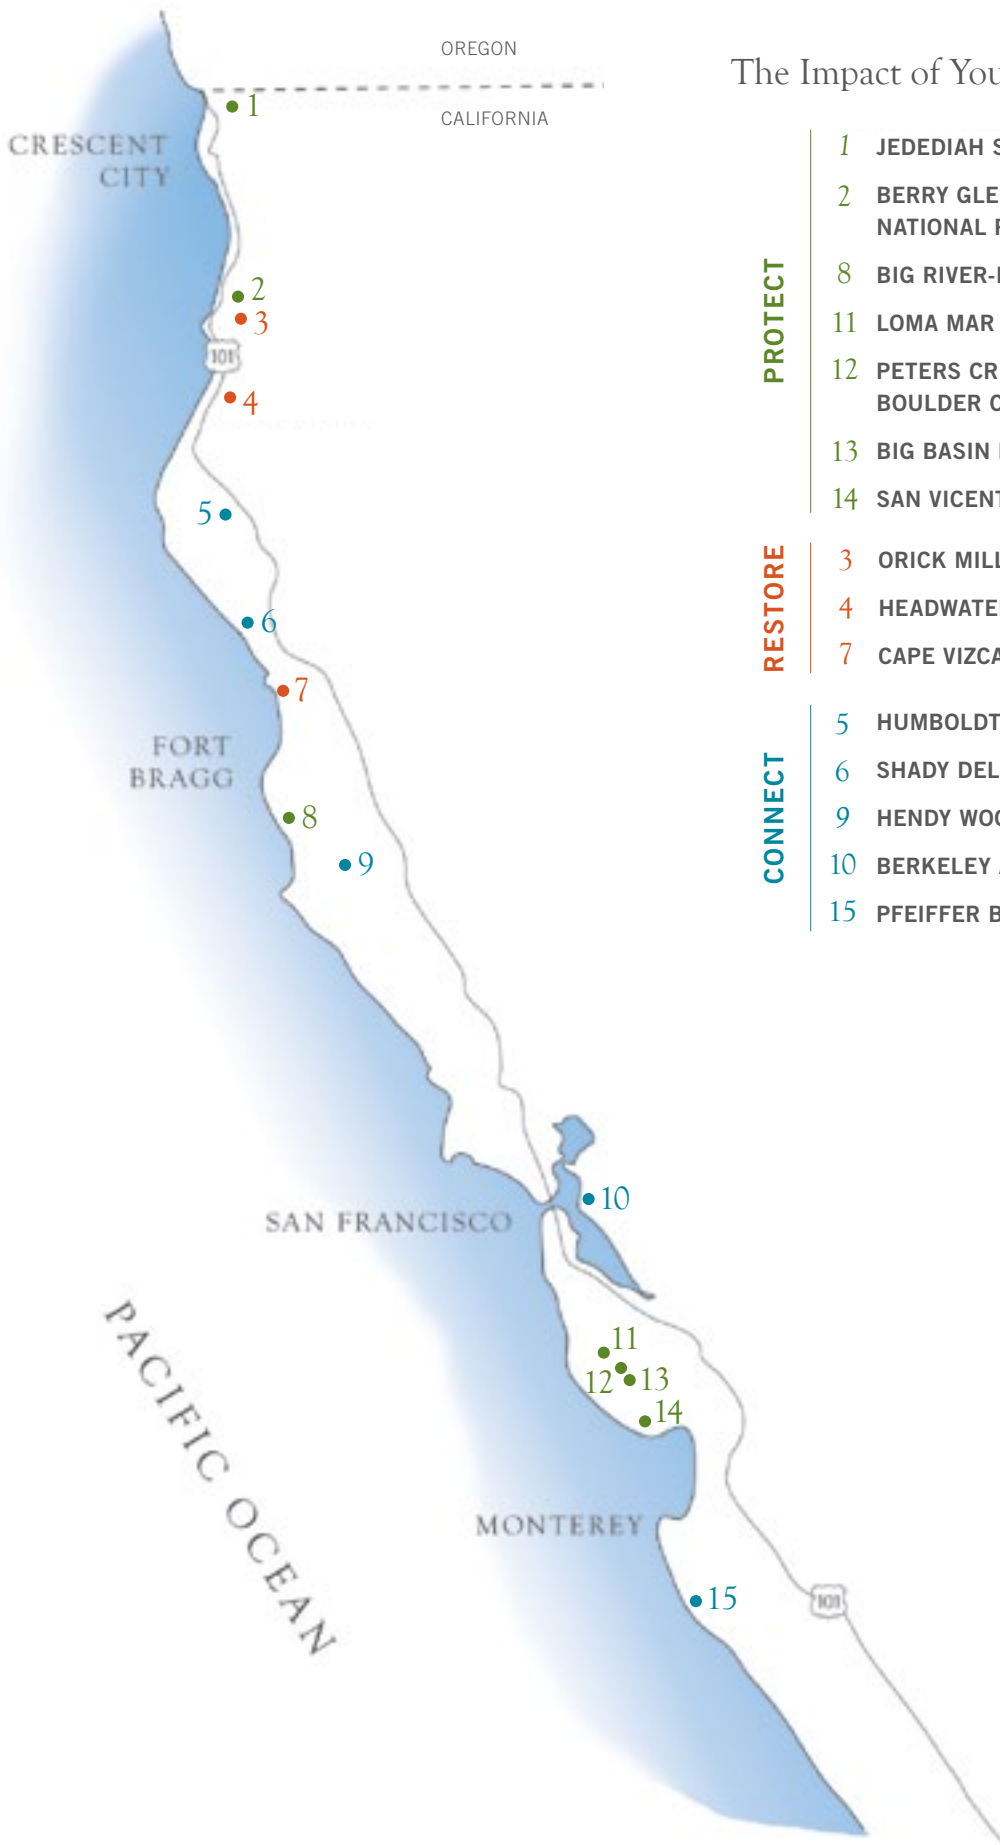 OREGON
CALIFORNIA
1
CRESCENT
CITY
2
3
101
4
5
6
7
FORT
BRAGG
8
9
10
SAN FRANCISCO
PACIFIC OCEAN
11
12
13
14
MONTEREY
15
101
The Impact of You
PROTECT
1 JEDEDIAH S
2 BERRY GLE
NATIONAL
8 BIG RIVER-
11 LOMA MAR
12 PETERS CR
BOULDER C
13 BIG BASIN
14 SAN VICENT
RESTORE
3 ORICK MILL
4 HEADWATE
7 CAPE VIZCA
CONNECT
5 HUMBOLDT
6 SHADY DEL
9 HENDY WOO
10 BERKELEY
15 PFEIFFER B